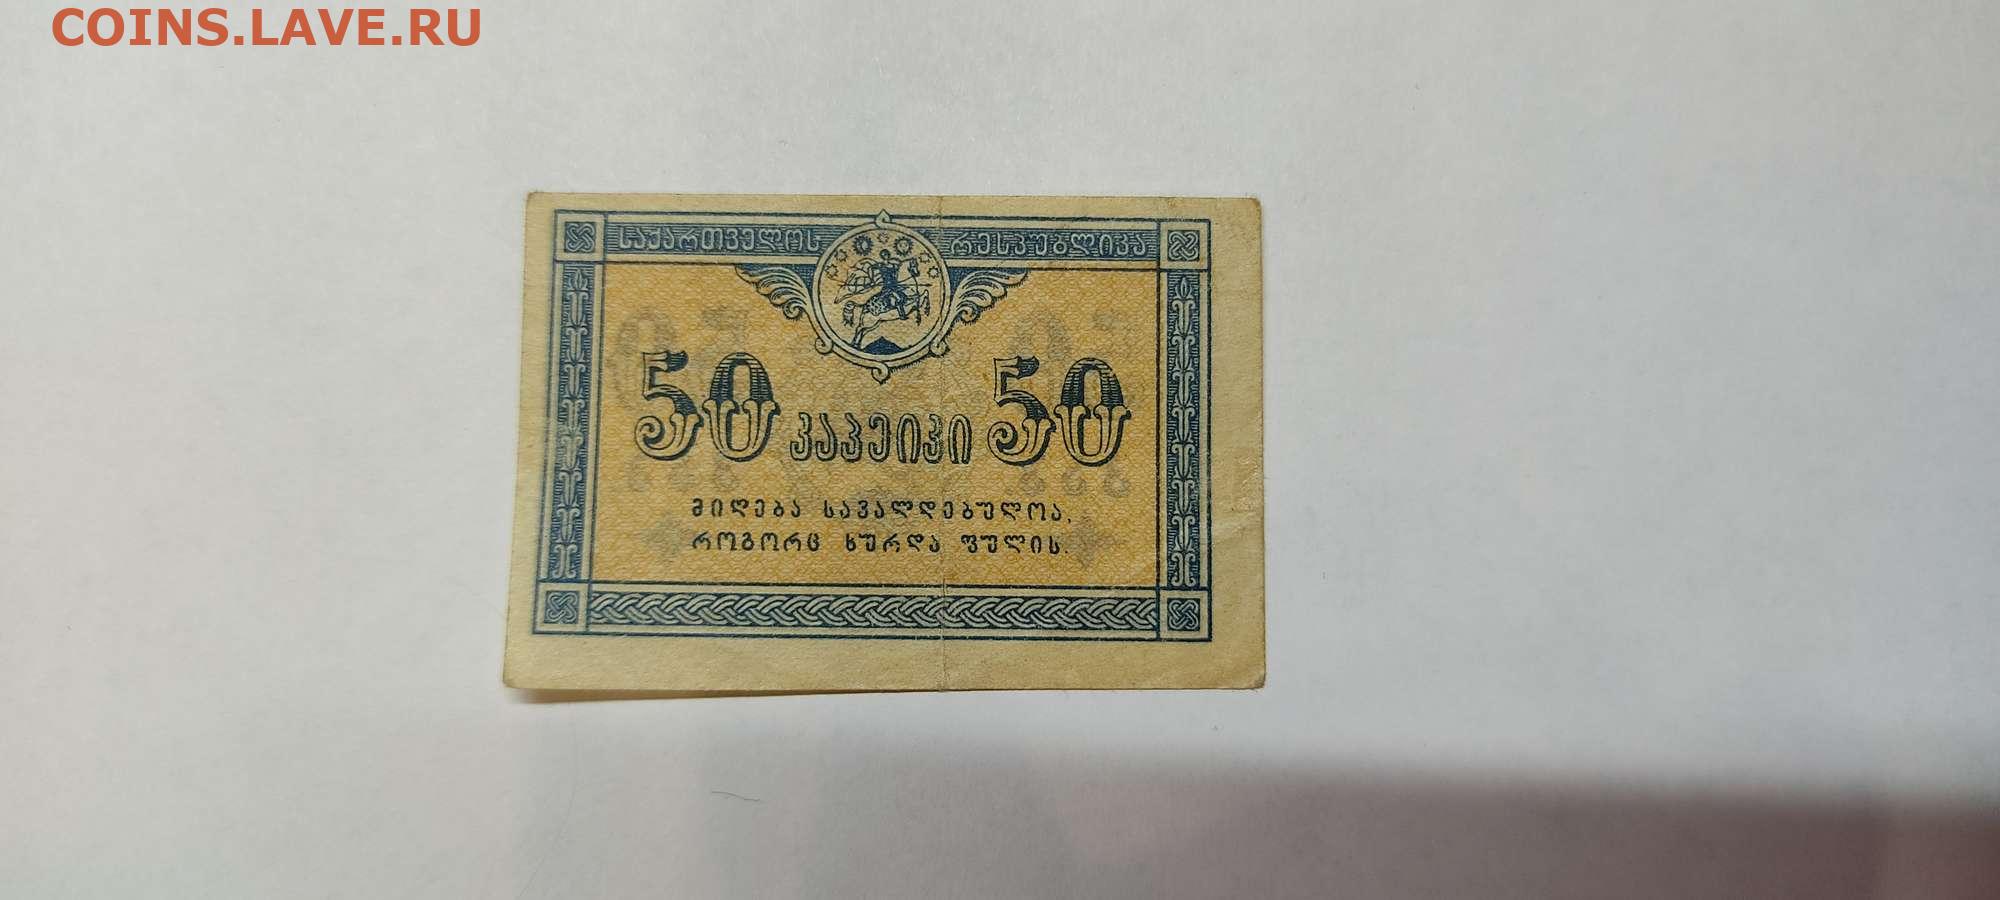 COINS.LAVE.RU
საქართველოს რესპუბლიკა
50 კაპეიკი 50
მიღება სავალდებულოა,
როგორც ხურდა ფულის.